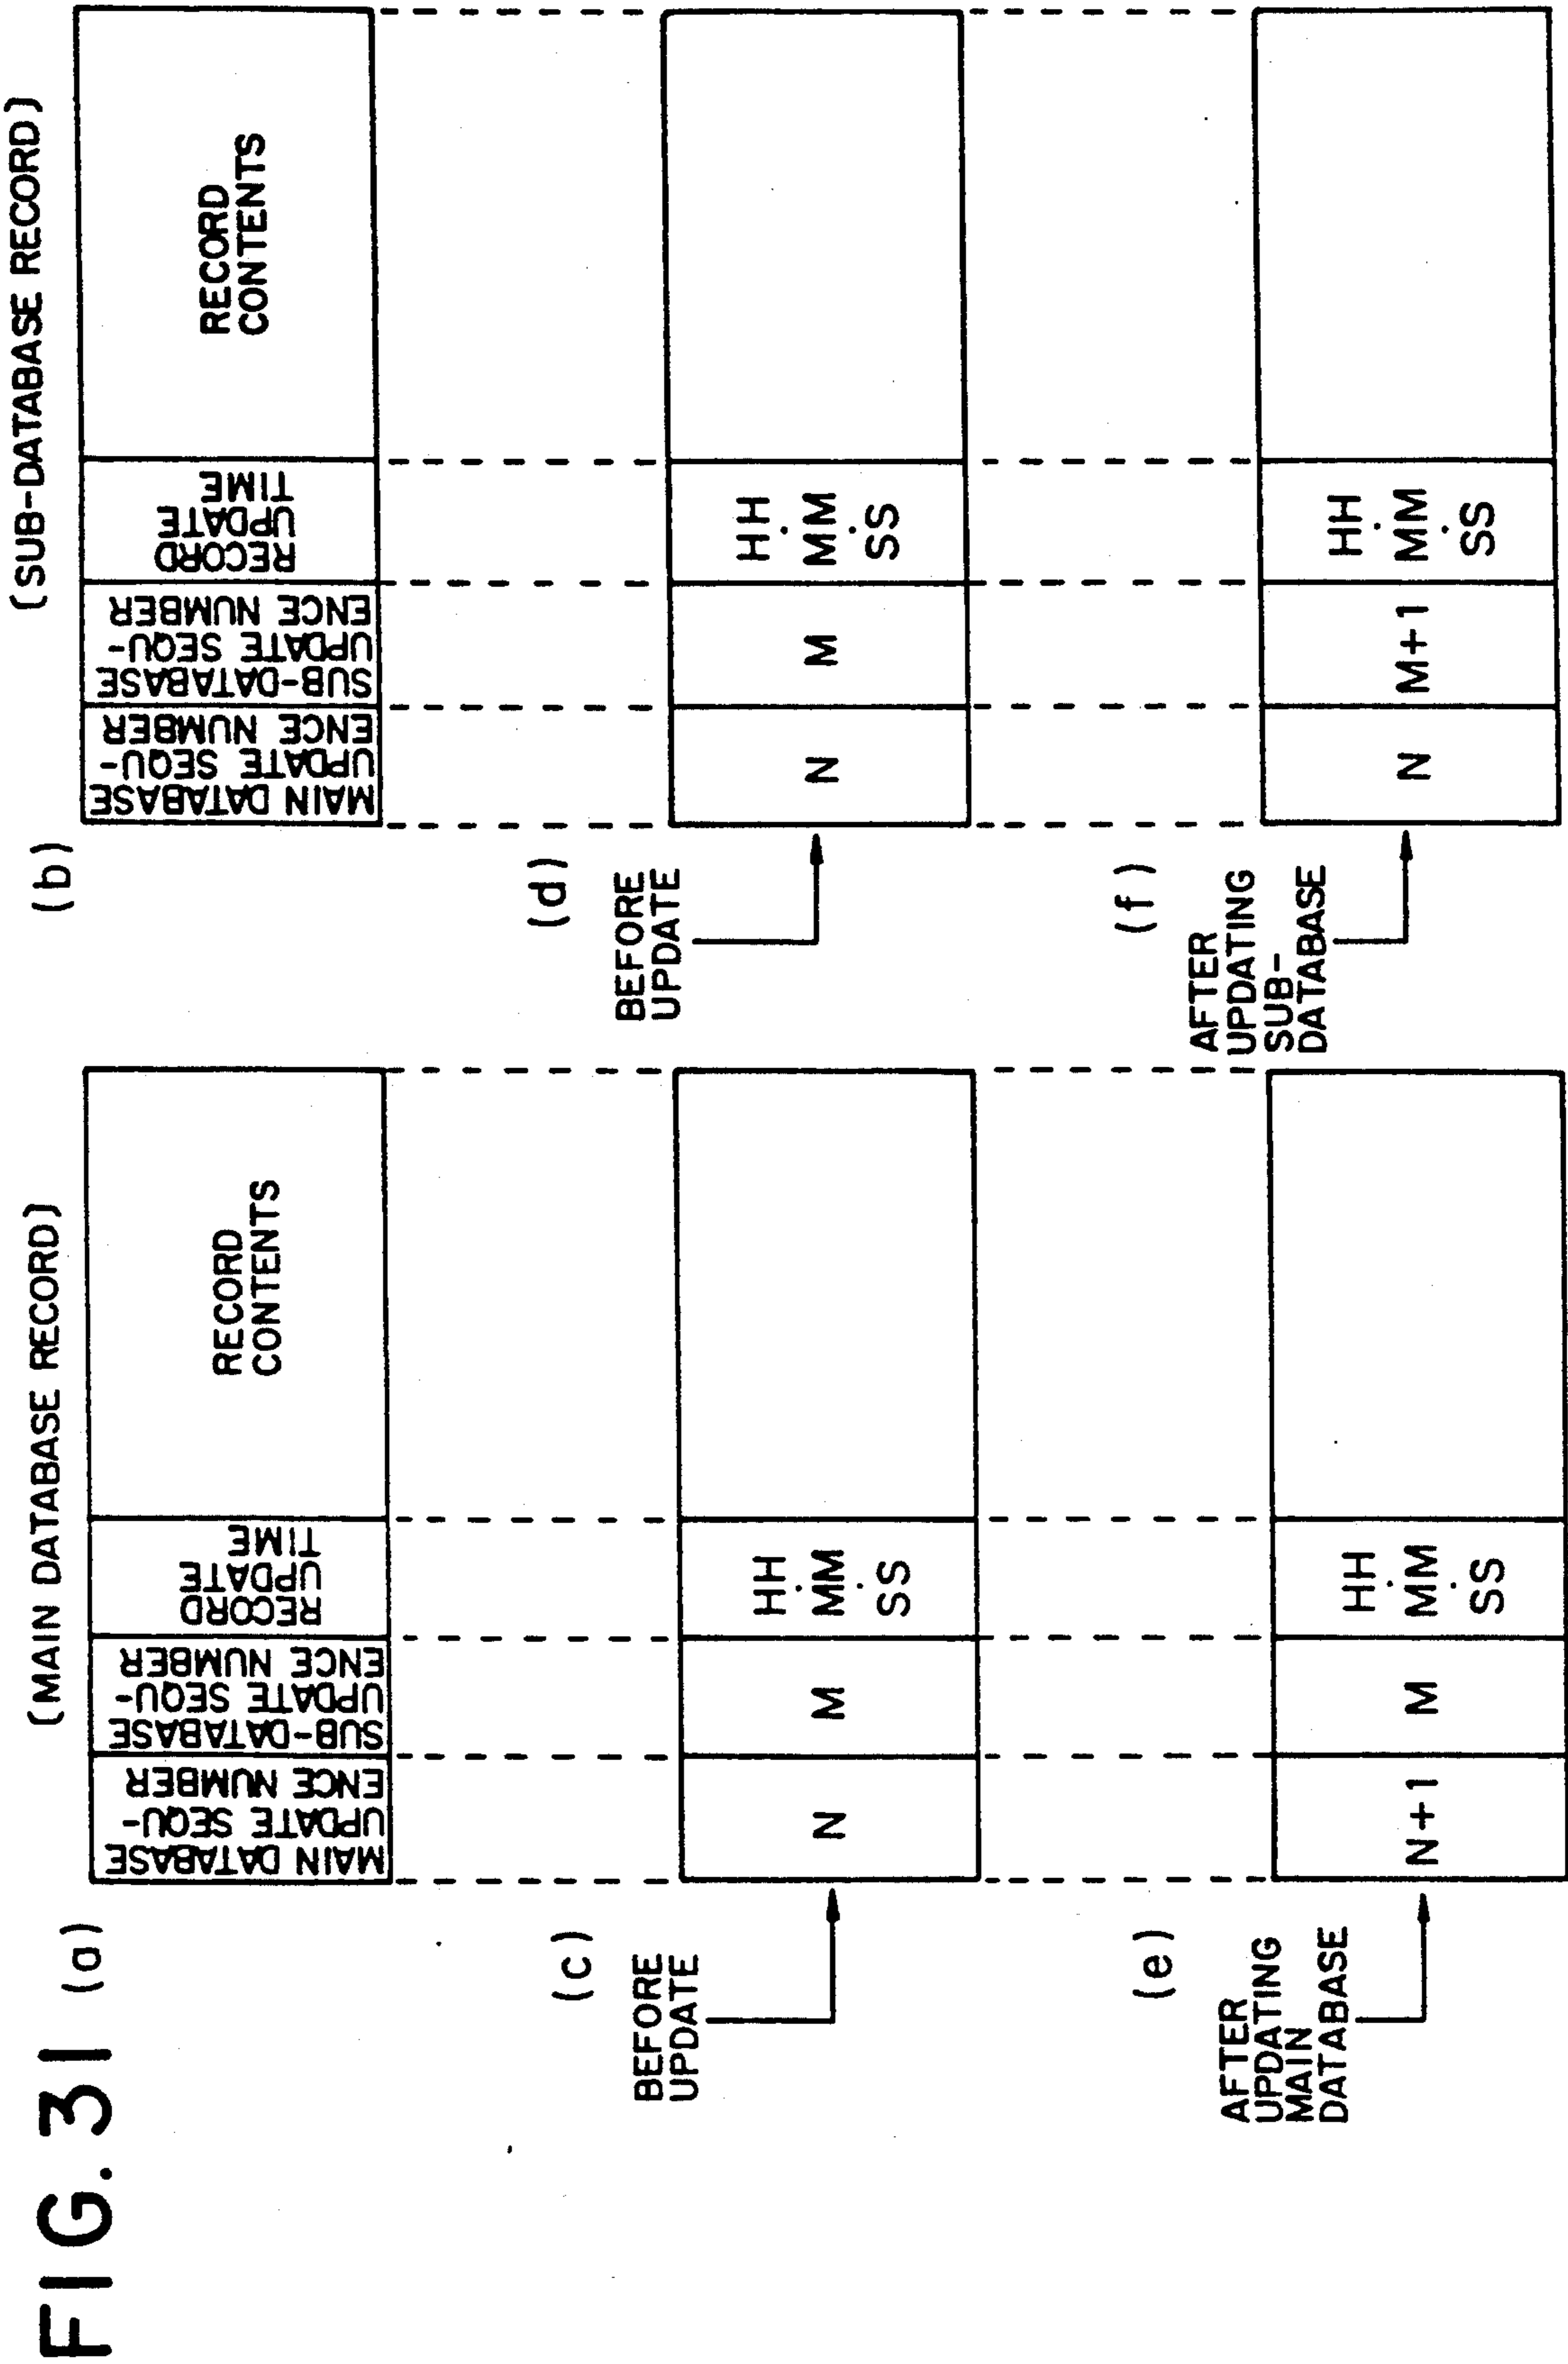 FIG. 31
(a)
(MAIN DATABASE RECORD)
MAIN DATABASE
UPDATE SEQU-
ENCE NUMBER
SUB-DATABASE
UPDATE SEQU-
ENCE NUMBER
RECORD
UPDATE
TIME
RECORD
CONTENTS
(b)
(SUB-DATABASE RECORD)
MAIN DATABASE
UPDATE SEQU-
ENCE NUMBER
SUB-DATABASE
UPDATE SEQU-
ENCE NUMBER
RECORD
UPDATE
TIME
RECORD
CONTENTS
(c)
BEFORE
UPDATE
N
M
HH
·MM
·SS
(d)
BEFORE
UPDATE
N
M
HH
·MM
·SS
(e)
AFTER
UPDATING
MAIN
DATABASE
N+1
M
HH
·MM
·SS
(f)
AFTER
UPDATING
SUB-
DATABASE
N
M+1
HH
·MM
·SS